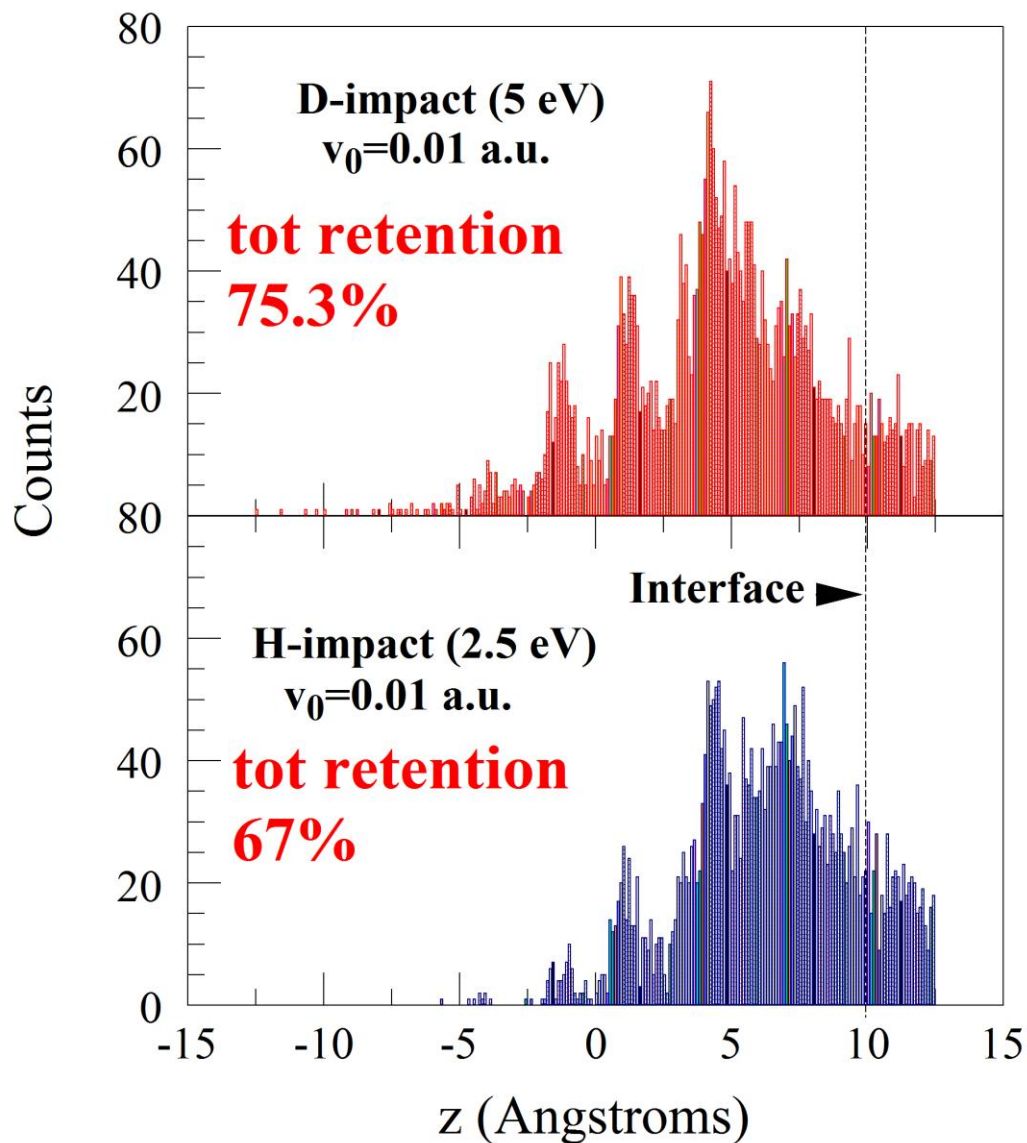 80
D-impact (5 eV)
v0=0.01 a.u.
60
tot retention
75.3%
40
20
Counts
80
Interface
60
H-impact (2.5 eV)
v0=0.01 a.u.
tot retention
67%
40
20
0
-15 -10 -5 0 5 10 15
z (Angstroms)